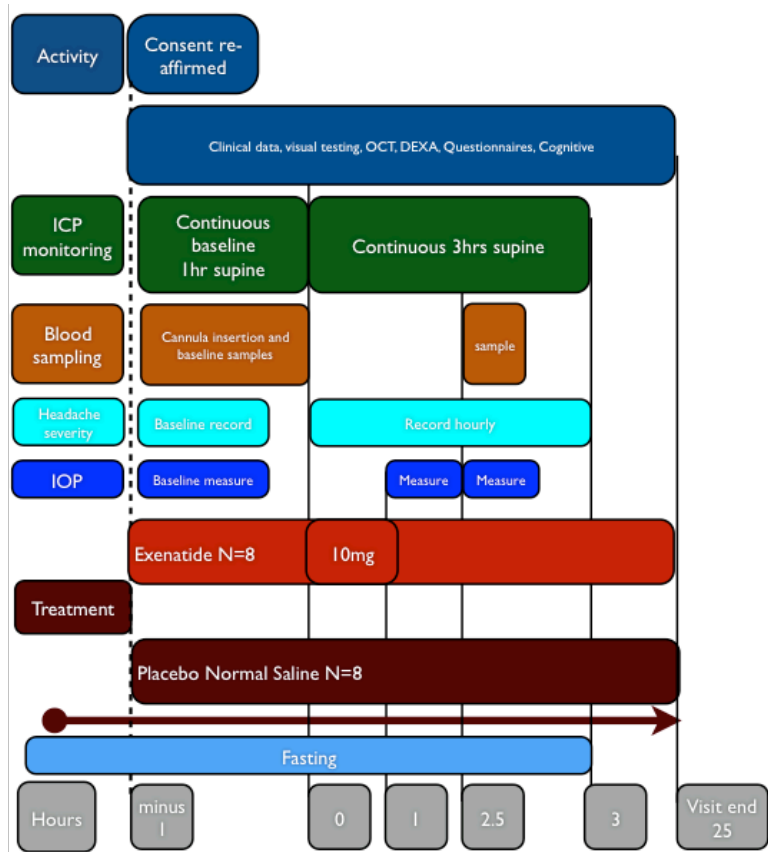 Activity
Consent re-
affirmed
Clinical data, visual testing, OCT, DEXA, Questionnaires, Cognitive
ICP
monitoring
Continuous
baseline
1hr supine
Continuous 3hrs supine
Blood
sampling
Cannula insertion and
baseline samples
sample
Headache
severity
Baseline record
Record hourly
IOP
Baseline measure
Measure
Measure
Exenatide N=8
10mg
Treatment
Placebo Normal Saline N=8
Fasting
Hours
minus
1
0
1
2.5
3
Visit end
25